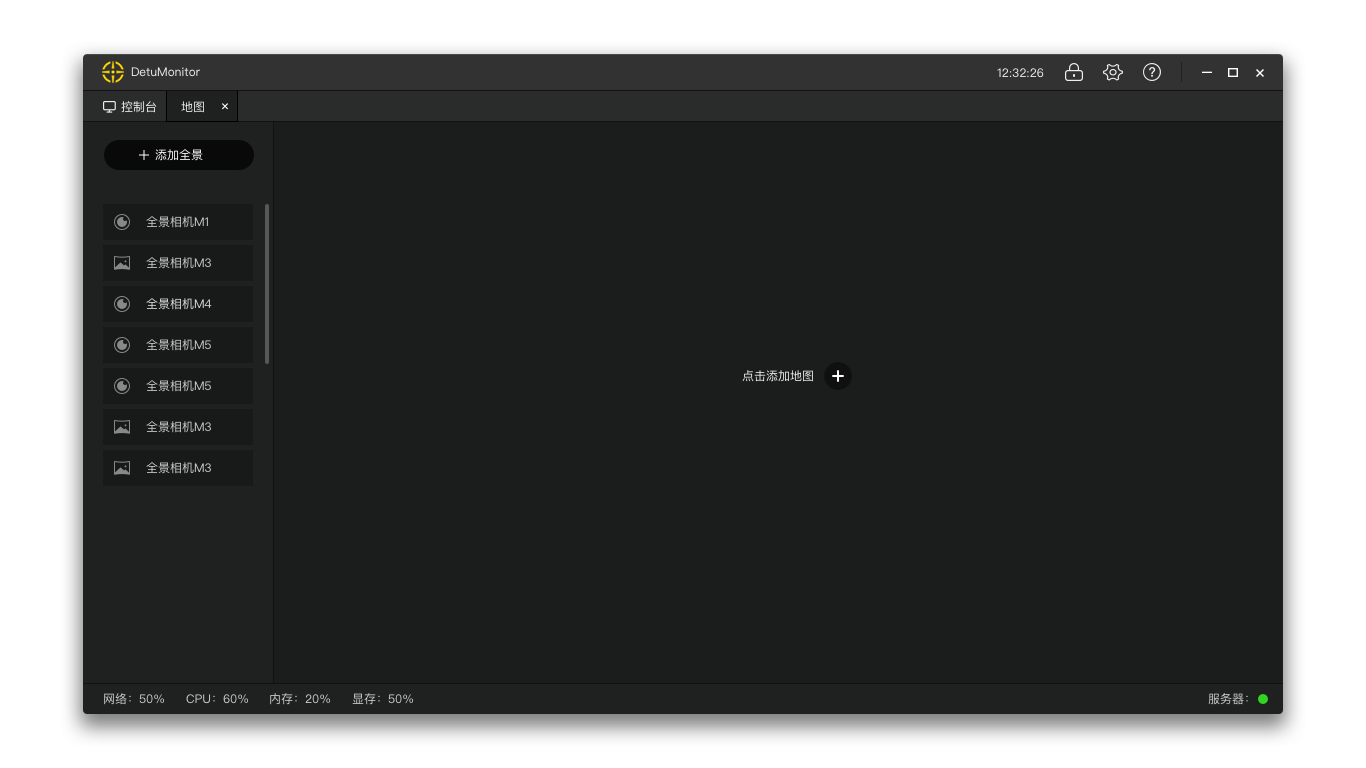 DetuMonitor 12:32:26
控制台 地图
添加全景
全景相机M1
全景相机M3
全景相机M4
全景相机M5
全景相机M5
全景相机M3
全景相机M3
点击添加地图
网络：50% CPU：60% 内存：20% 显存：50% 服务器：